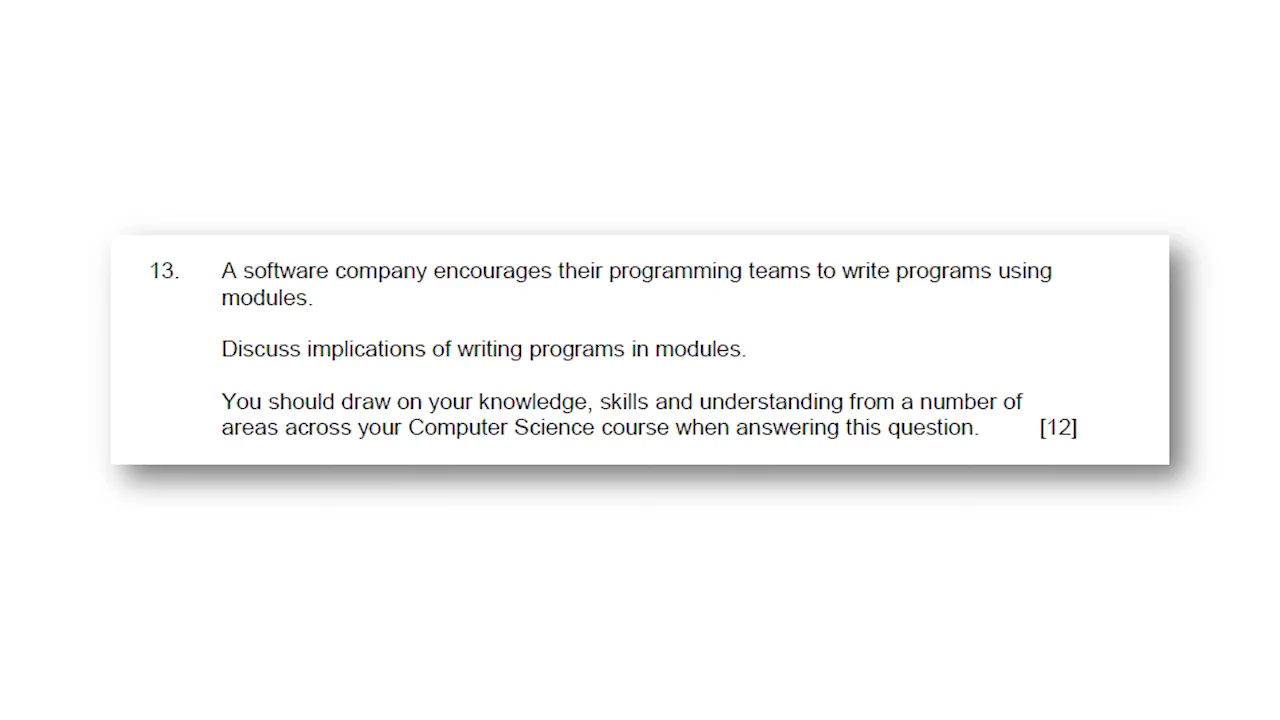 13. A software company encourages their programming teams to write programs using
modules.
Discuss implications of writing programs in modules.
You should draw on your knowledge, skills and understanding from a number of
areas across your Computer Science course when answering this question. [12]